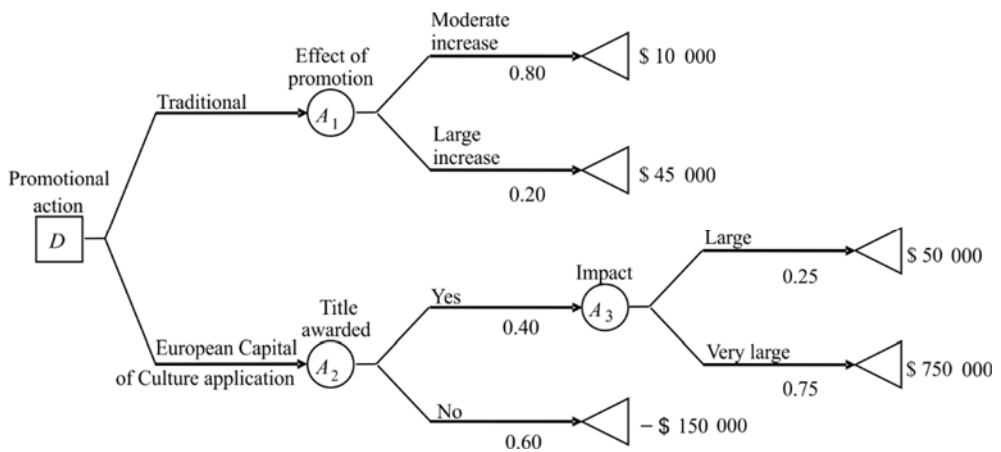 Moderate
increase
0.80
$ 10 000
Effect of
promotion
Traditional
A1
Large
increase
0.20
$ 45 000
Promotional
action
D
Large
0.25
$ 50 000
Impact
Title
awarded
Yes
0.40
A3
European Capital
of Culture application
A2
Very large
0.75
$ 750 000
No
0.60
– $ 150 000